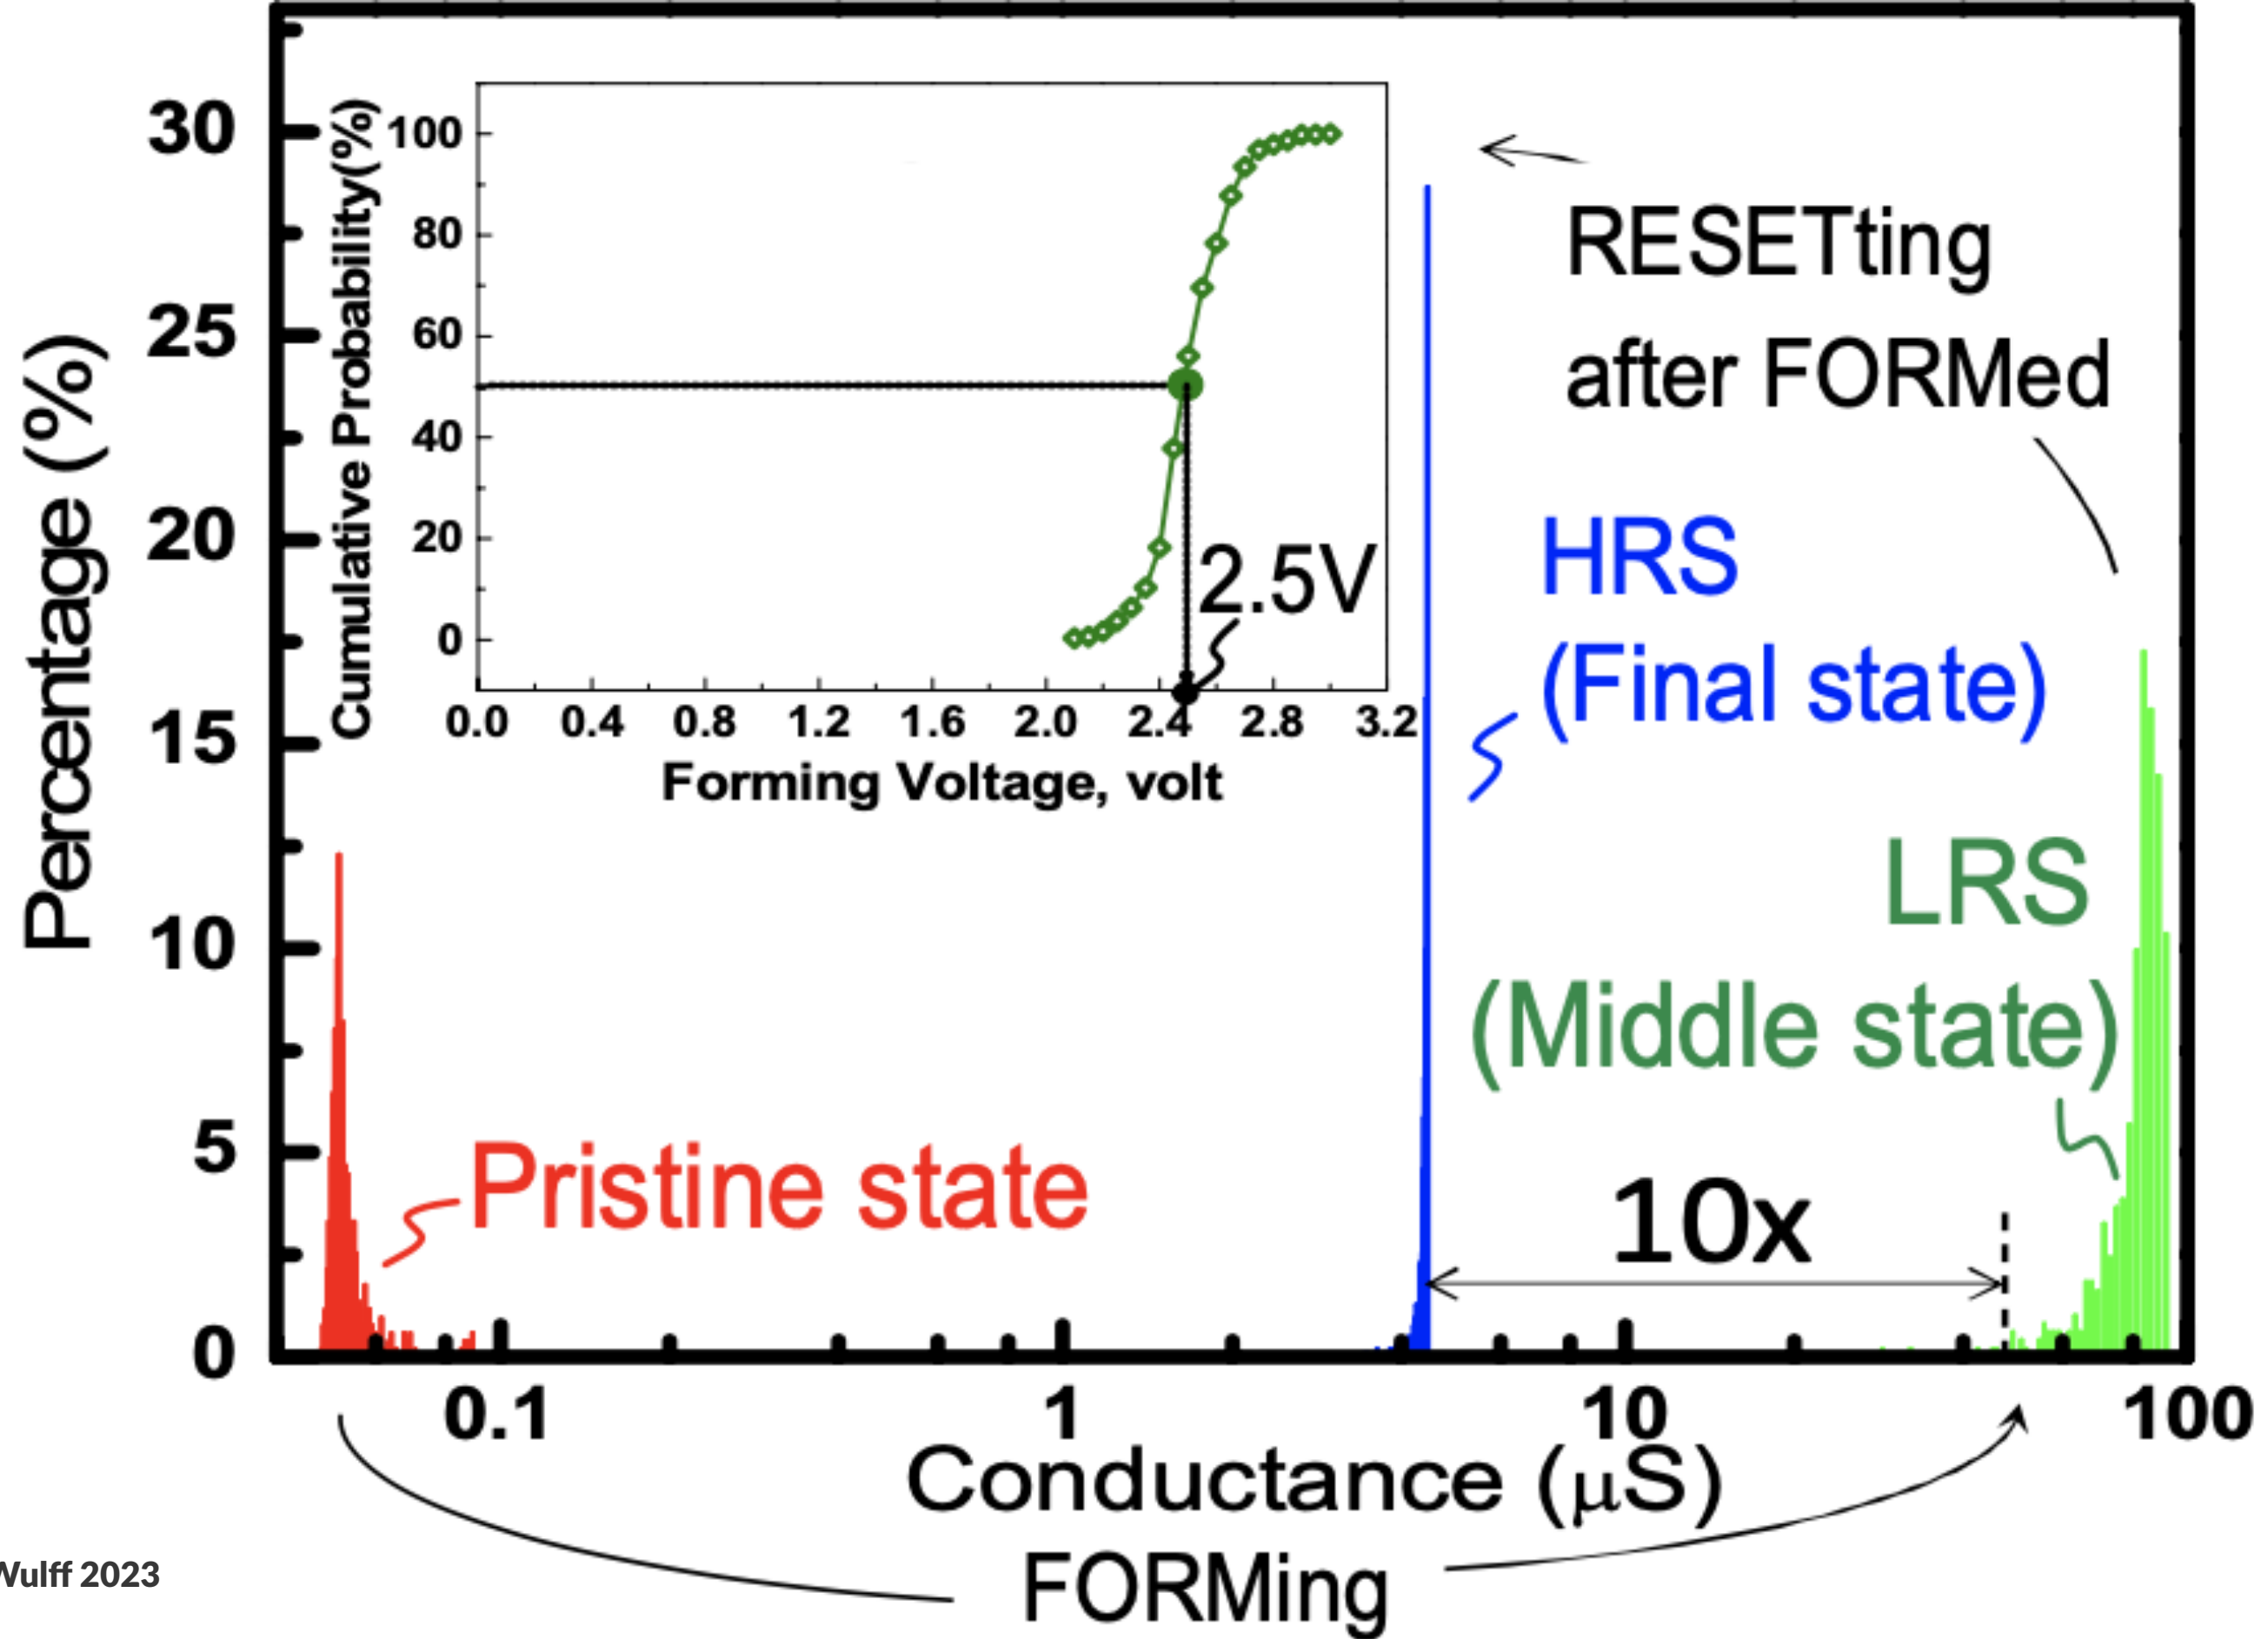 Percentage (%)
30
25
20
15
10
5
0
Cumulative Probability(%)
100
80
60
40
20
0
2.5V
0.0 0.4 0.8 1.2 1.6 2.0 2.4 2.8 3.2
Forming Voltage, volt
RESETting
after FORMed
HRS
(Final state)
LRS
(Middle state)
Pristine state
10x
0.1 1 10 100
Conductance (μS)
FORMing
Wulff 2023